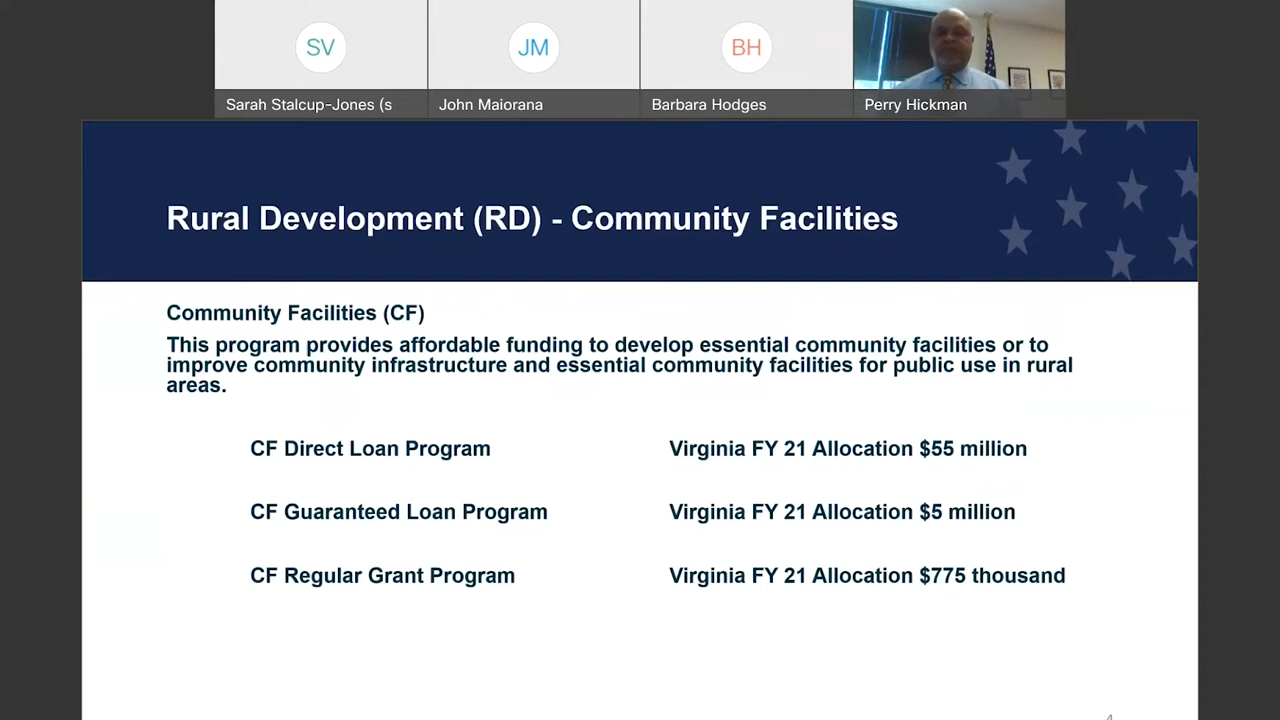 SV
JM
BH
Sarah Stalcup-Jones (s
John Maiorana
Barbara Hodges
Perry Hickman
Rural Development (RD) - Community Facilities
Community Facilities (CF)
This program provides affordable funding to develop essential community facilities or to
improve community infrastructure and essential community facilities for public use in rural
areas.
CF Direct Loan Program
Virginia FY 21 Allocation $55 million
CF Guaranteed Loan Program
Virginia FY 21 Allocation $5 million
CF Regular Grant Program
Virginia FY 21 Allocation $775 thousand
4